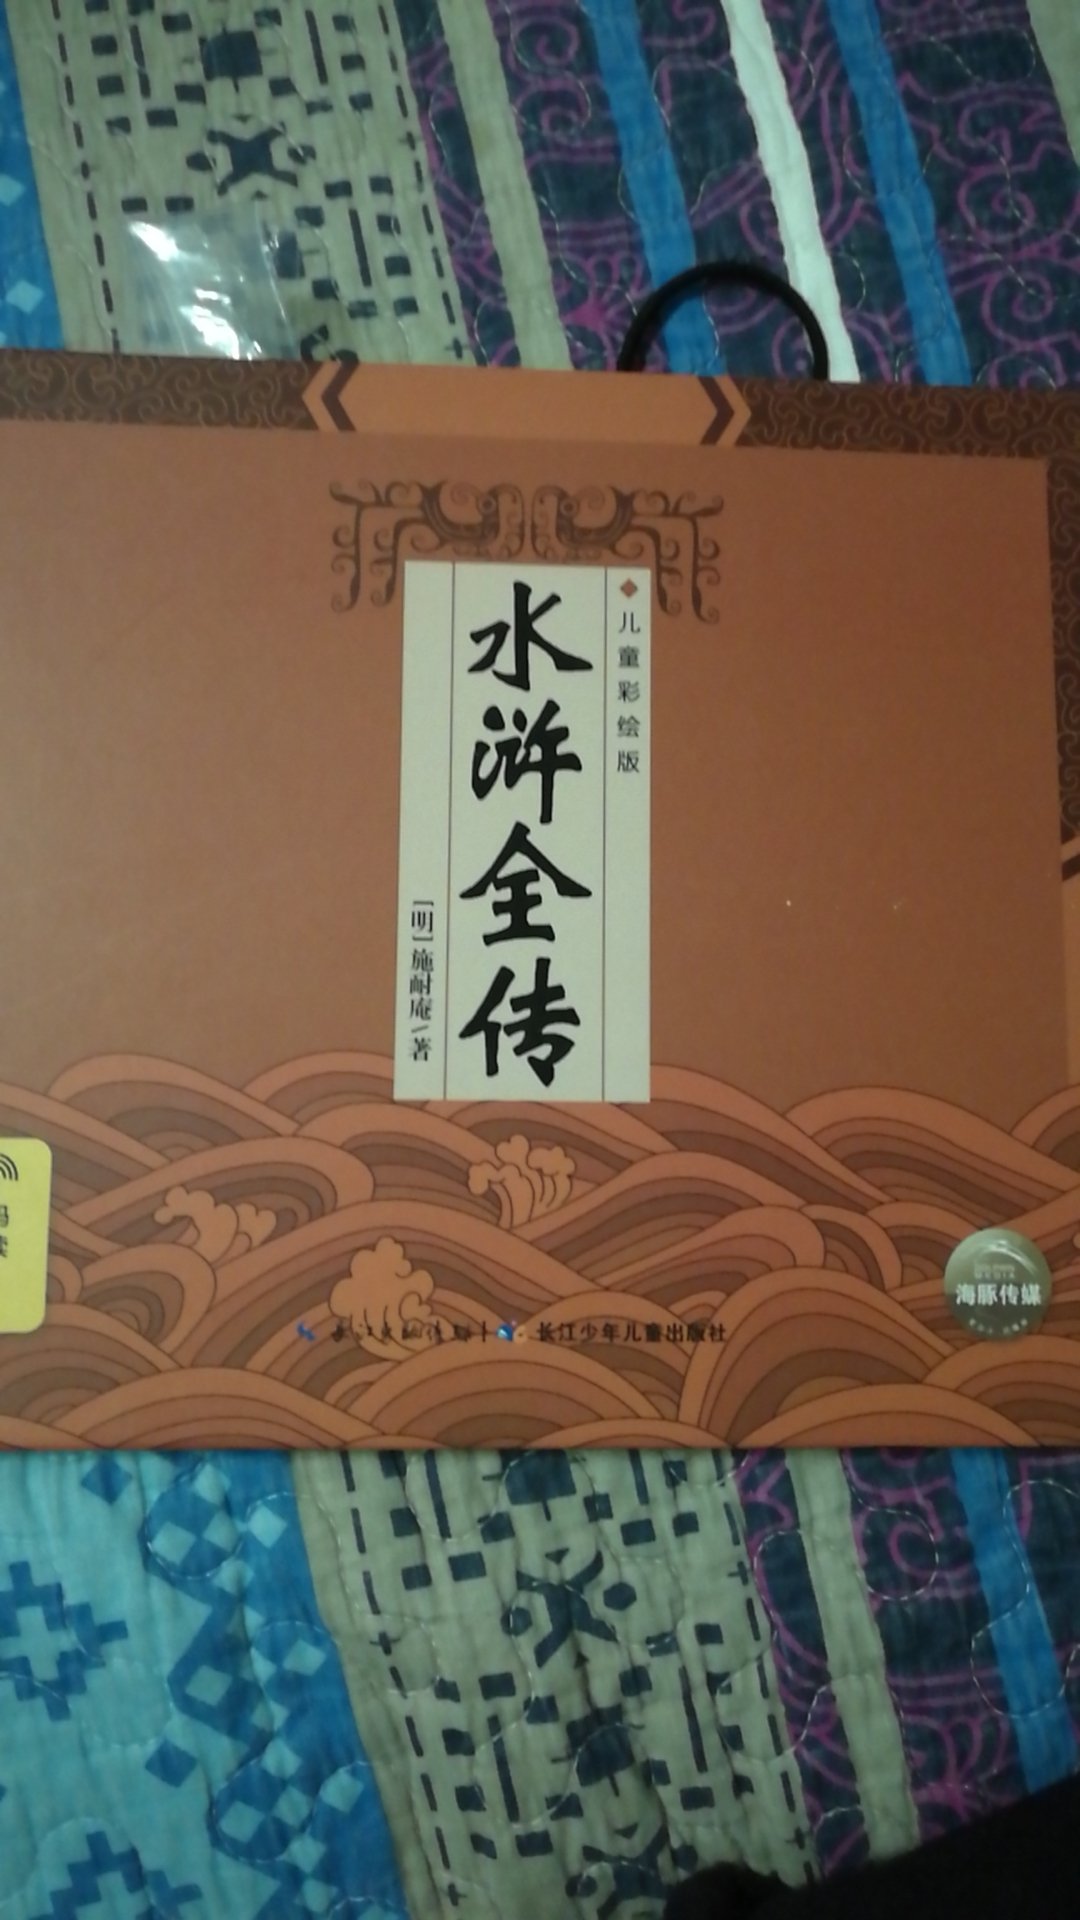 儿童彩绘版
水浒全传
[明]施耐庵/著
长江少年儿童出版社
海豚传媒